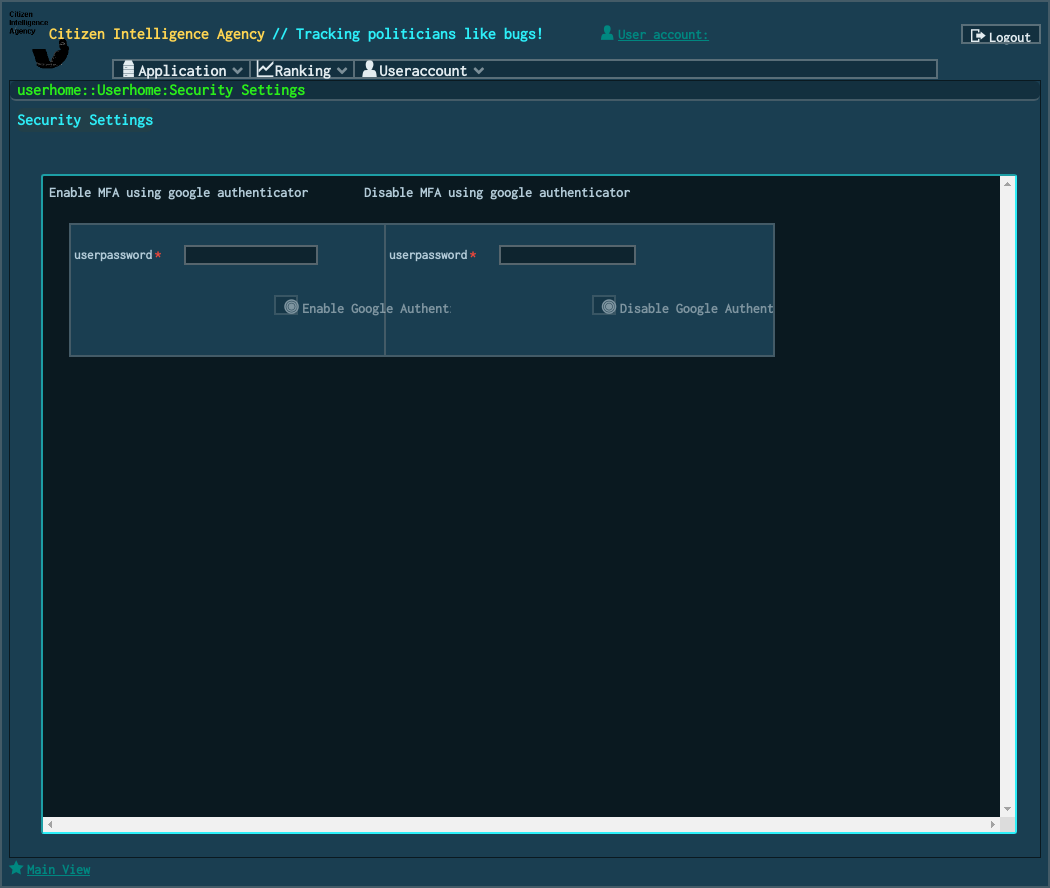 Citizen
Intelligence
Agency
Citizen Intelligence Agency // Tracking politicians like bugs!
User account:
Logout
Application
Ranking
Useraccount
userhome::Userhome:Security Settings
Security Settings
Enable MFA using google authenticator
Disable MFA using google authenticator
userpassword*
userpassword*
Enable Google Authent
Disable Google Authent
Main View